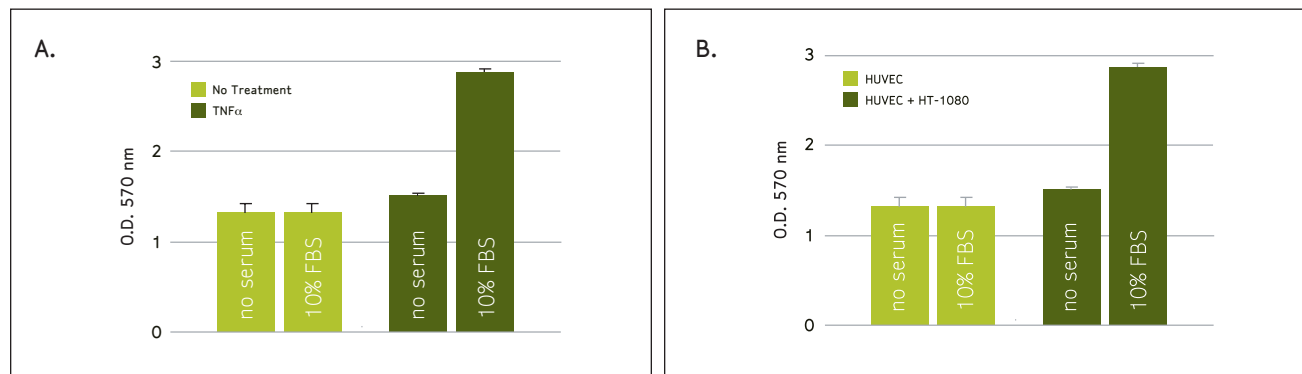 A.
3
2
1
0
O.D. 570 nm
No Treatment
TNFα
no serum
10% FBS
no serum
10% FBS
B.
3
2
1
0
O.D. 570 nm
HUVEC
HUVEC + HT-1080
no serum
10% FBS
no serum
10% FBS